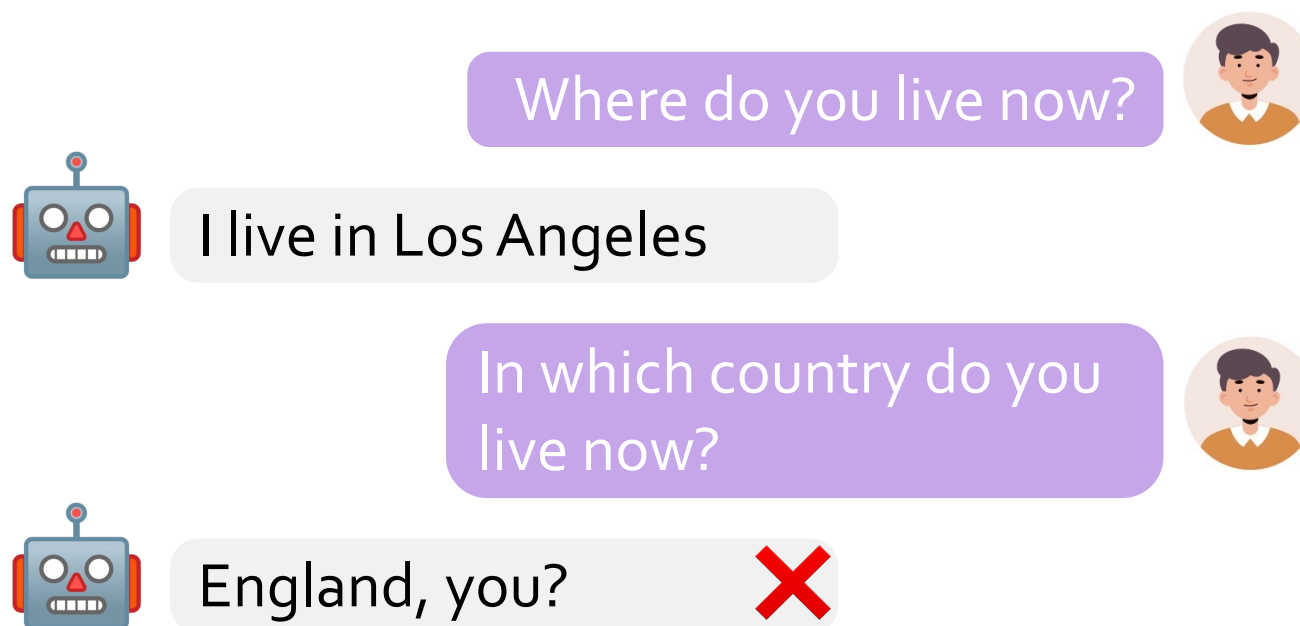 Where do you live now?
I live in Los Angeles
In which country do you
live now?
England, you?